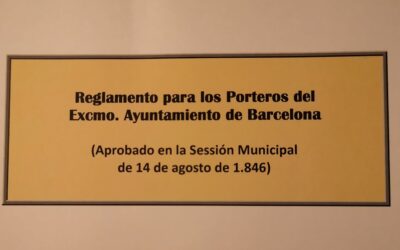 Reglamento para los Porteros del
Excmo. Ayuntamiento de Barcelona
(Aprobado en la Sessión Municipal
de 14 de agosto de 1.846)